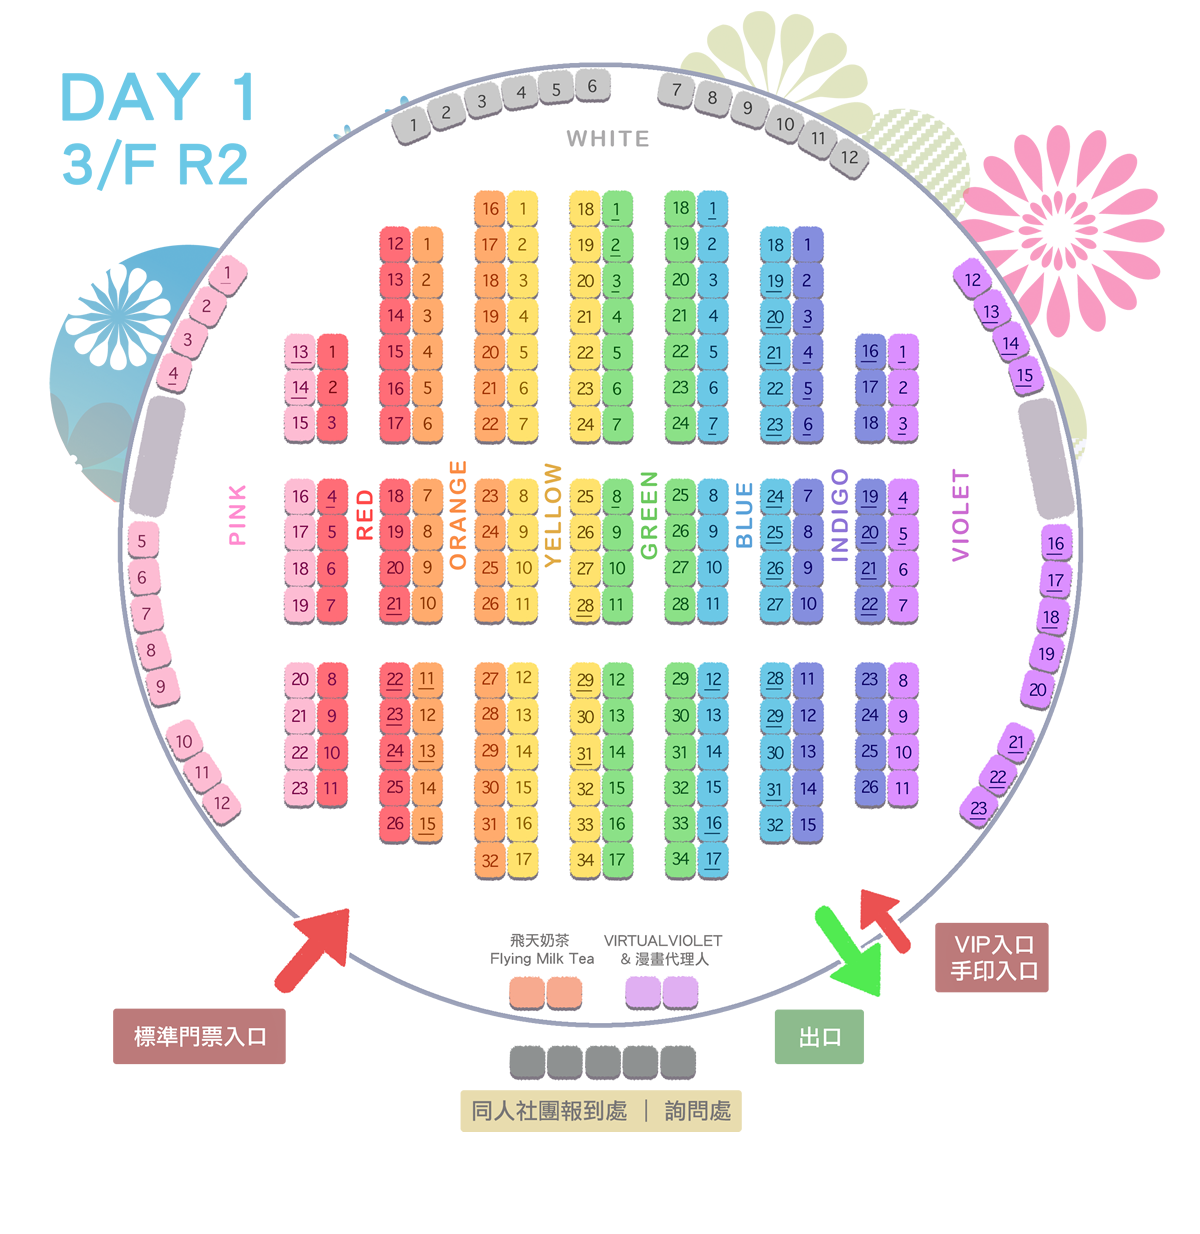 DAY 1
3/F R2
1 2 3 4 5 6 7 8 9 10 11 12
WHITE
16 1 18 1 18 1
12 1 17 2 19 2 19 2 18 1
1 13 2 18 3 20 3 20 3 19 2 12
2 14 3 19 4 21 4 21 4 20 3 13
3 13 1 15 4 20 5 22 5 22 5 21 4 16 1 14
4 14 2 16 5 21 6 23 6 23 6 22 5 17 2 15
15 3 17 6 22 7 24 7 24 7 23 6 18 3
PINK RED ORANGE YELLOW GREEN BLUE INDIGO VIOLET
16 4 18 7 23 8 25 8 25 8 24 7 19 4
5 17 5 19 8 24 9 26 9 26 9 25 8 20 5 16
6 18 6 20 9 25 10 27 10 27 10 26 9 21 6 17
7 19 7 21 10 26 11 28 11 28 11 27 10 22 7 18
8 19
9 20 8 22 11 27 12 29 12 29 12 28 11 23 8 20
21 9 23 12 28 13 30 13 30 13 29 12 24 9
10 22 10 24 13 29 14 31 14 31 14 30 13 25 10 21
11 23 11 25 14 30 15 32 15 32 15 31 14 26 11 22
12 26 15 31 16 33 16 33 16 32 15 23
32 17 34 17 34 17
飛天奶茶
Flying Milk Tea
VIRTUALVIOLET
& 漫畫代理人
VIP入口
手印入口
標準門票入口
出口
同人社團報到處 | 詢問處